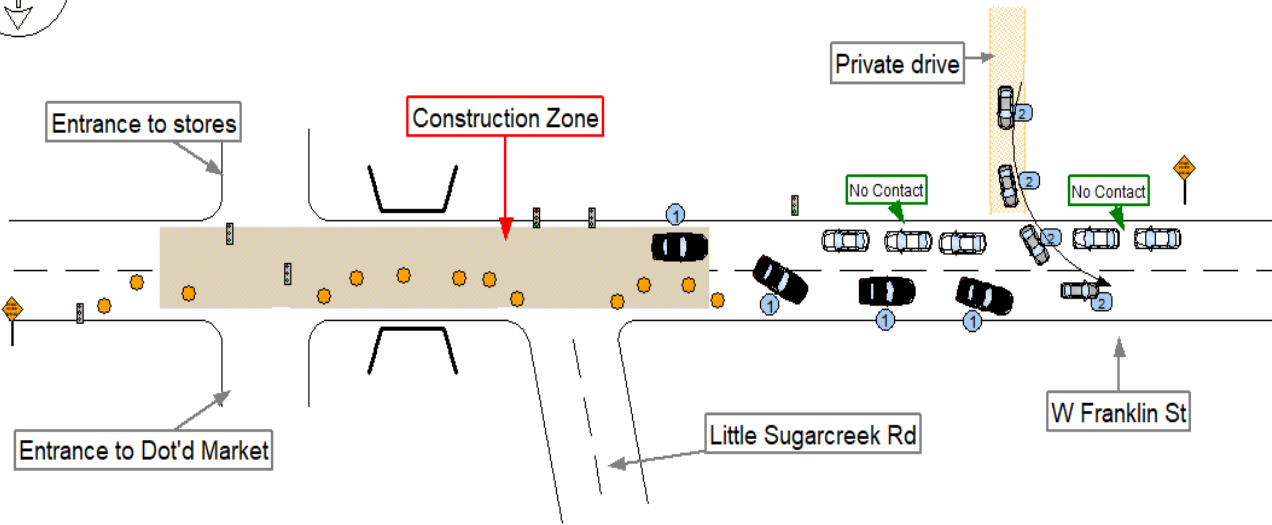 Private drive
Entrance to stores
Construction Zone
No Contact
No Contact
2
2
2
2
1
1
1
1
W Franklin St
Little Sugarcreek Rd
Entrance to Dot'd Market